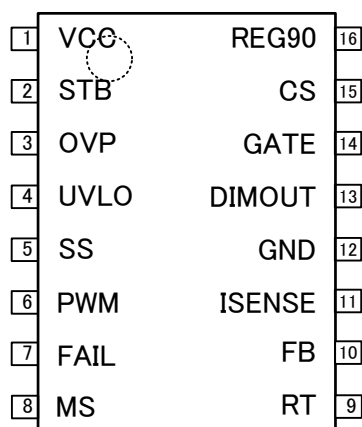 1 VCC REG90 16
2 STB CS 15
3 OVP GATE 14
4 UVLO DIMOUT 13
5 SS GND 12
6 PWM ISENSE 11
7 FAIL FB 10
8 MS RT 9